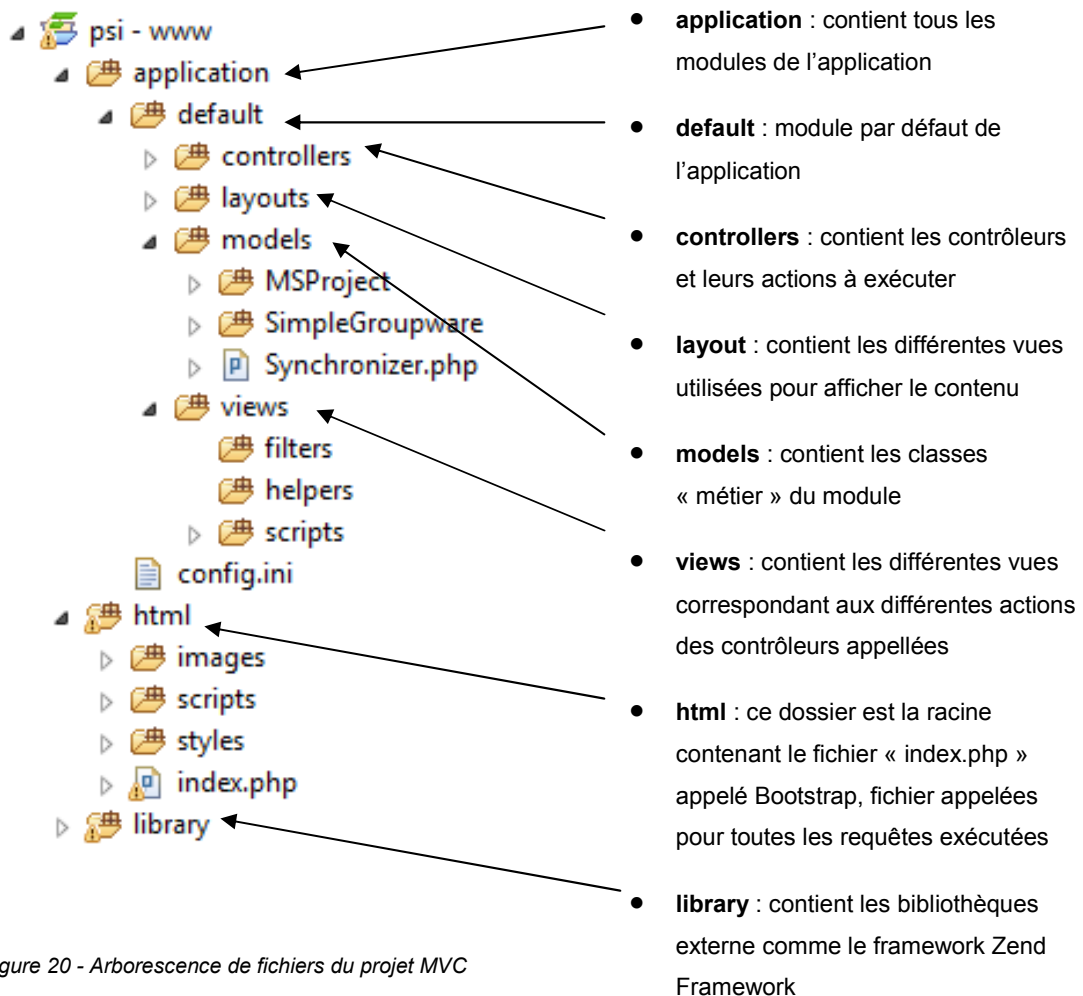 psi - www
application
default
controllers
layouts
models
MSProject
SimpleGroupware
Synchronizer.php
views
filters
helpers
scripts
config.ini
html
images
scripts
styles
index.php
library
gure 20 - Arborescence de fichiers du projet MVC
• application : contient tous les
modules de l’application
• default : module par défaut de
l’application
• controllers : contient les contrôleurs
et leurs actions à exécuter
• layout : contient les différentes vues
utilisées pour afficher le contenu
• models : contient les classes
« métier » du module
• views : contient les différentes vues
correspondant aux différentes actions
des contrôleurs appellées
• html : ce dossier est la racine
contenant le fichier « index.php »
appelé Bootstrap, fichier appelées
pour toutes les requêtes exécutées
• library : contient les bibliothèques
externe comme le framework Zend
Framework